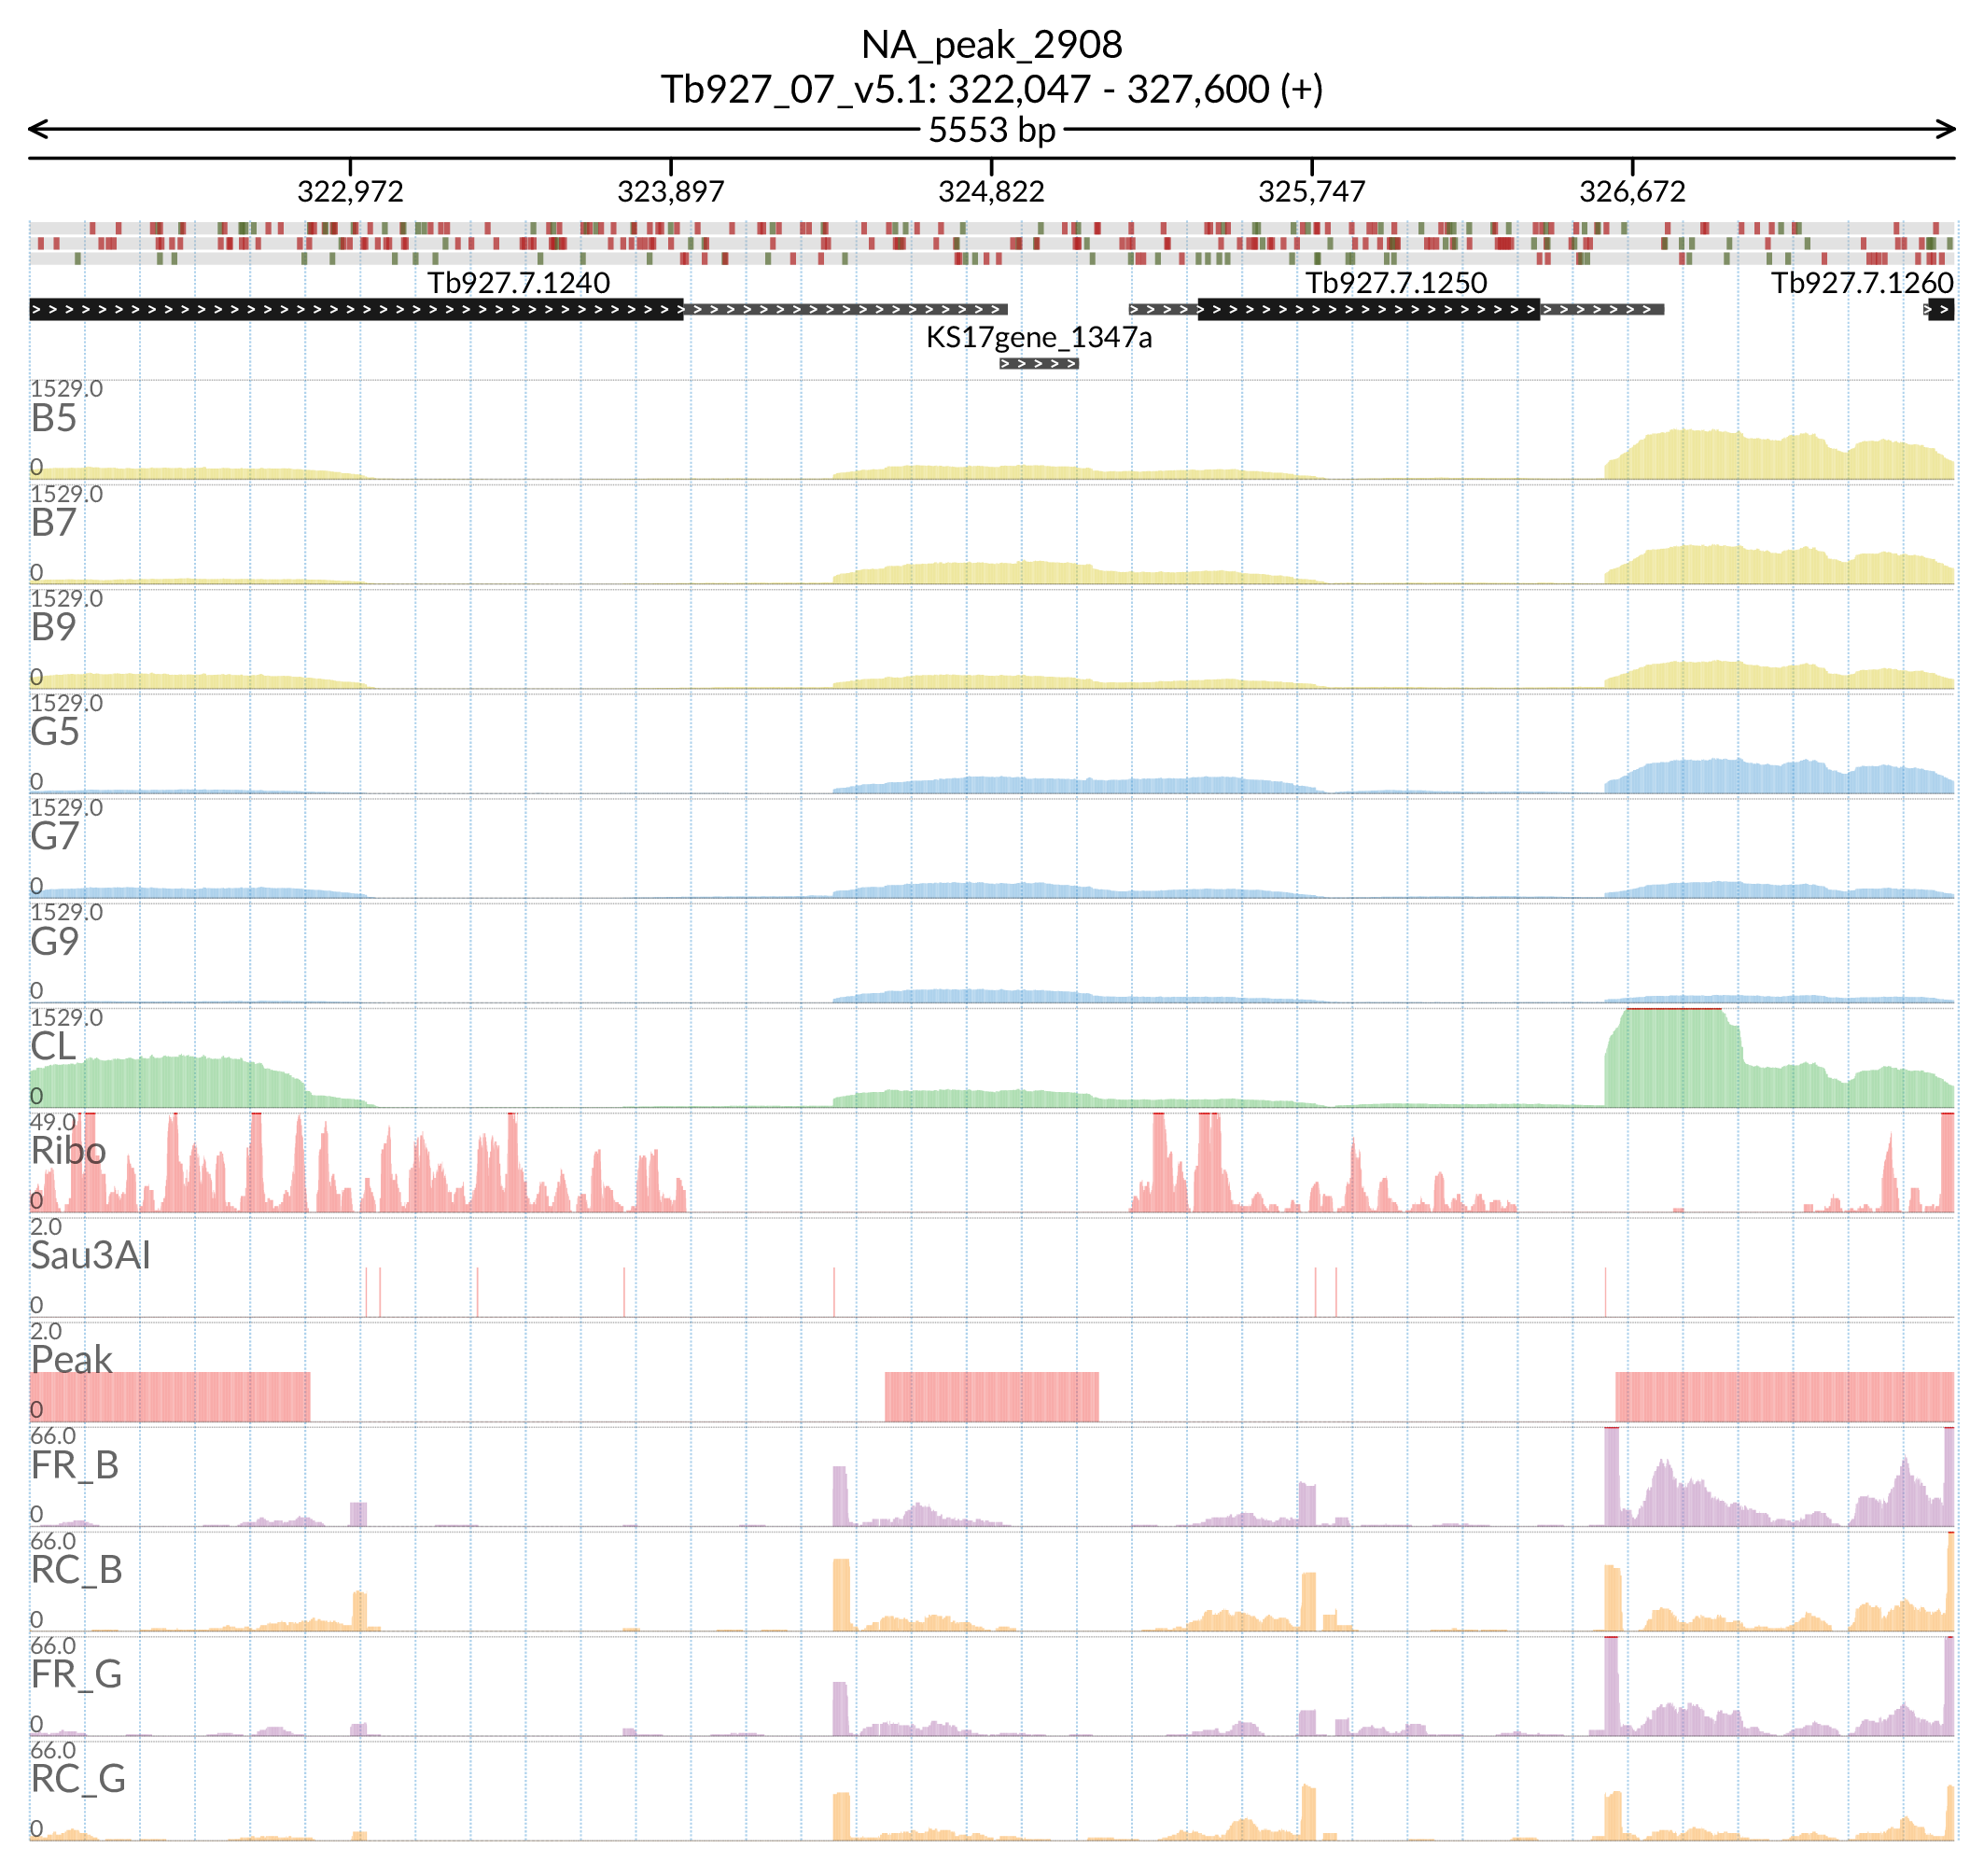 NA_peak_2908
Tb927_07_v5.1: 322,047 - 327,600 (+)
5553 bp
322,972 323,897 324,822 325,747 326,672
Tb927.7.1240 Tb927.7.1250 Tb927.7.1260
KS17gene_1347a
1529.0
B5
0
1529.0
B7
0
1529.0
B9
0
1529.0
G5
0
1529.0
G7
0
1529.0
G9
0
1529.0
CL
0
49.0
Ribo
0
2.0
Sau3AI
0
2.0
Peak
0
66.0
FR_B
0
66.0
RC_B
0
66.0
FR_G
0
66.0
RC_G
0